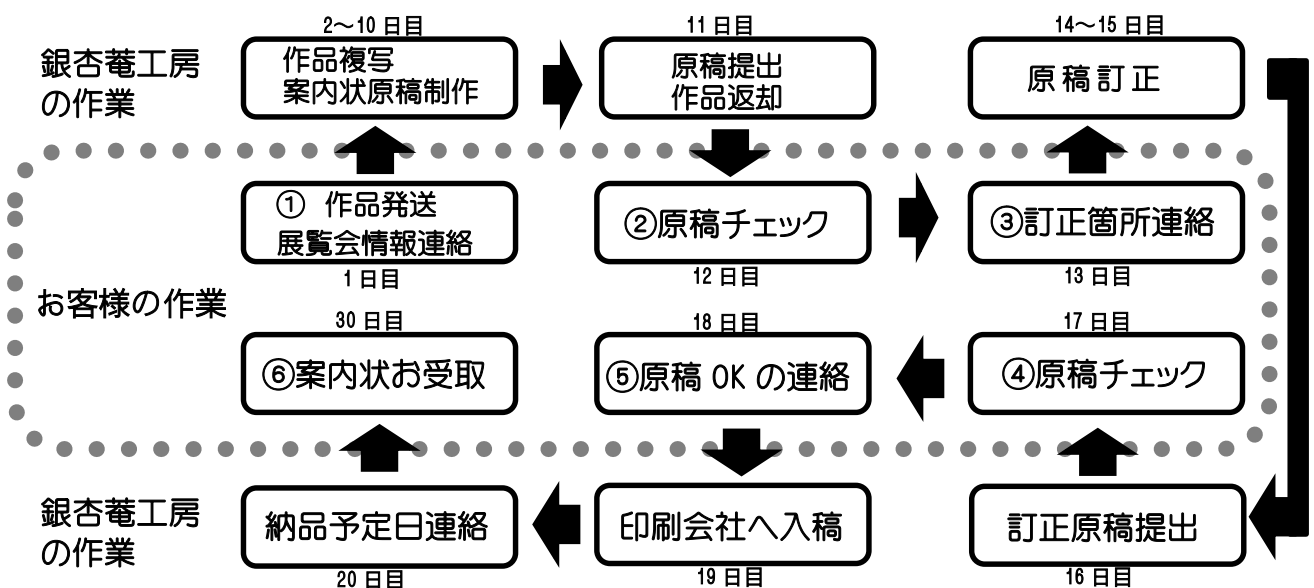 2～10日目
11日目
14～15日目
銀杏菴工房
の作業
作品複写
案内状原稿制作
原稿提出
作品返却
原稿訂正
① 作品発送
展覧会情報連絡
②原稿チェック
③訂正箇所連絡
1日目
12日目
13日目
お客様の作業
30日目
18日目
17日目
⑥案内状お受取
⑤原稿OKの連絡
④原稿チェック
銀杏菴工房
の作業
納品予定日連絡
印刷会社へ入稿
訂正原稿提出
20日目
19日目
16日目